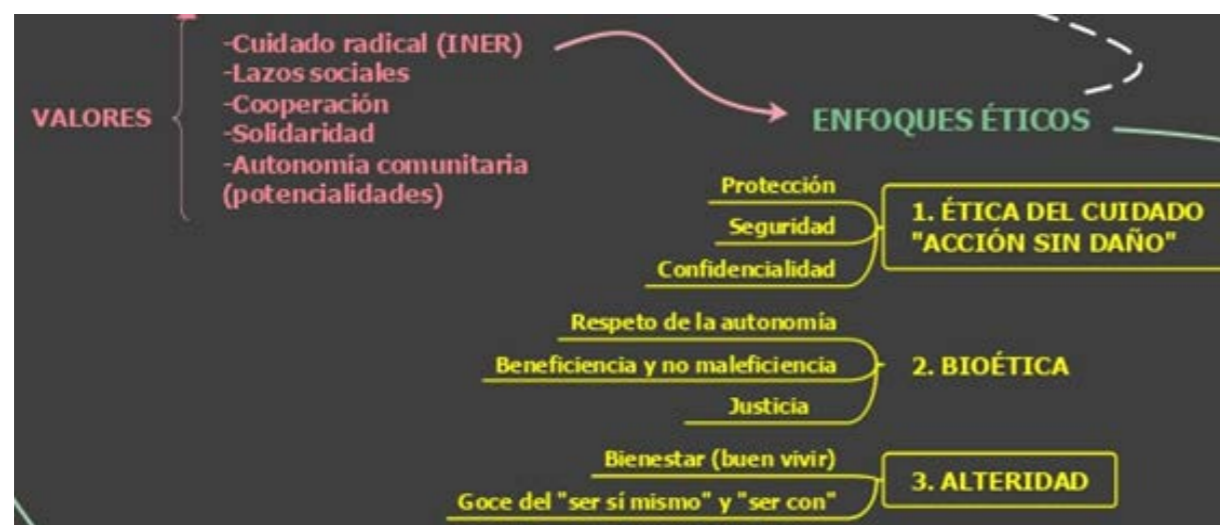 VALORES
-Cuidado radical (INER)
-Lazos sociales
-Cooperación
-Solidaridad
-Autonomía comunitaria
(potencialidades)
ENFOQUES ÉTICOS
Protección
Seguridad
Confidencialidad
1. ÉTICA DEL CUIDADO
"ACCIÓN SIN DAÑO"
Respeto de la autonomía
Beneficiencia y no maleficiencia
Justicia
2. BIOÉTICA
Bienestar (buen vivir)
Goce del "ser sí mismo" y "ser con"
3. ALTERIDAD